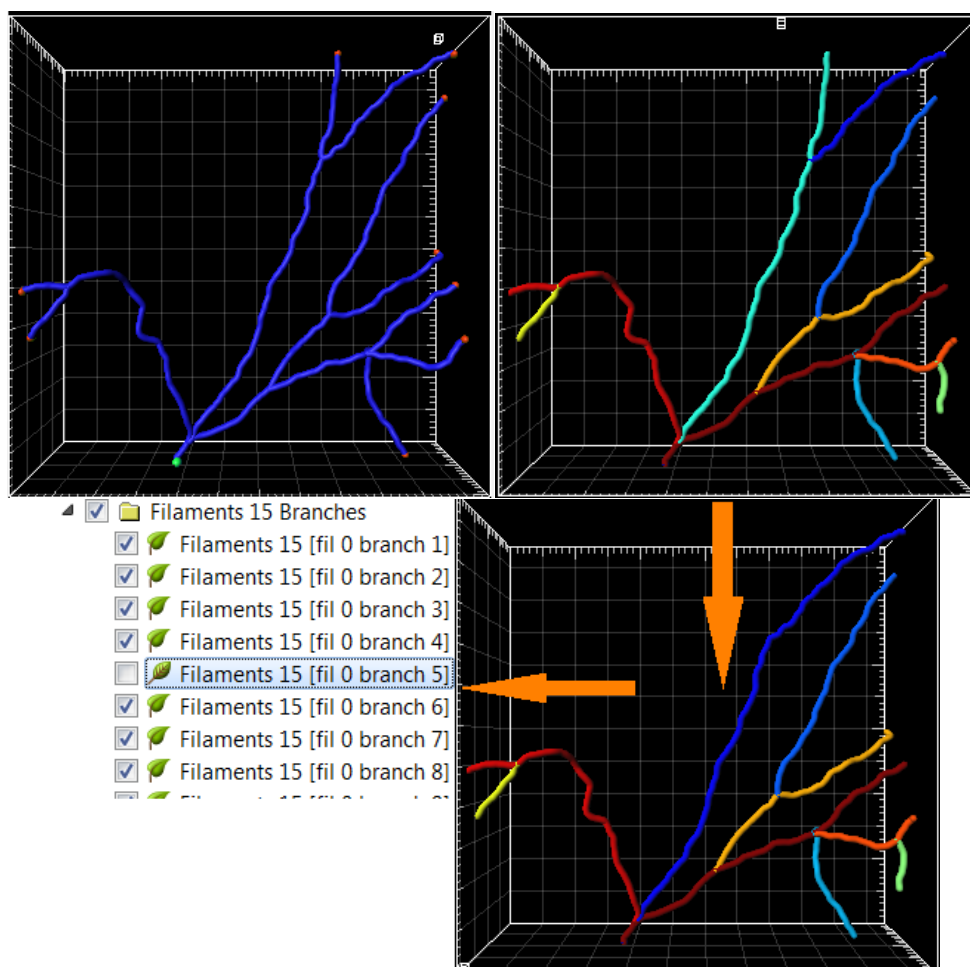 Filaments 15 Branches
Filaments 15 [fil 0 branch 1]
Filaments 15 [fil 0 branch 2]
Filaments 15 [fil 0 branch 3]
Filaments 15 [fil 0 branch 4]
Filaments 15 [fil 0 branch 5]
Filaments 15 [fil 0 branch 6]
Filaments 15 [fil 0 branch 7]
Filaments 15 [fil 0 branch 8]